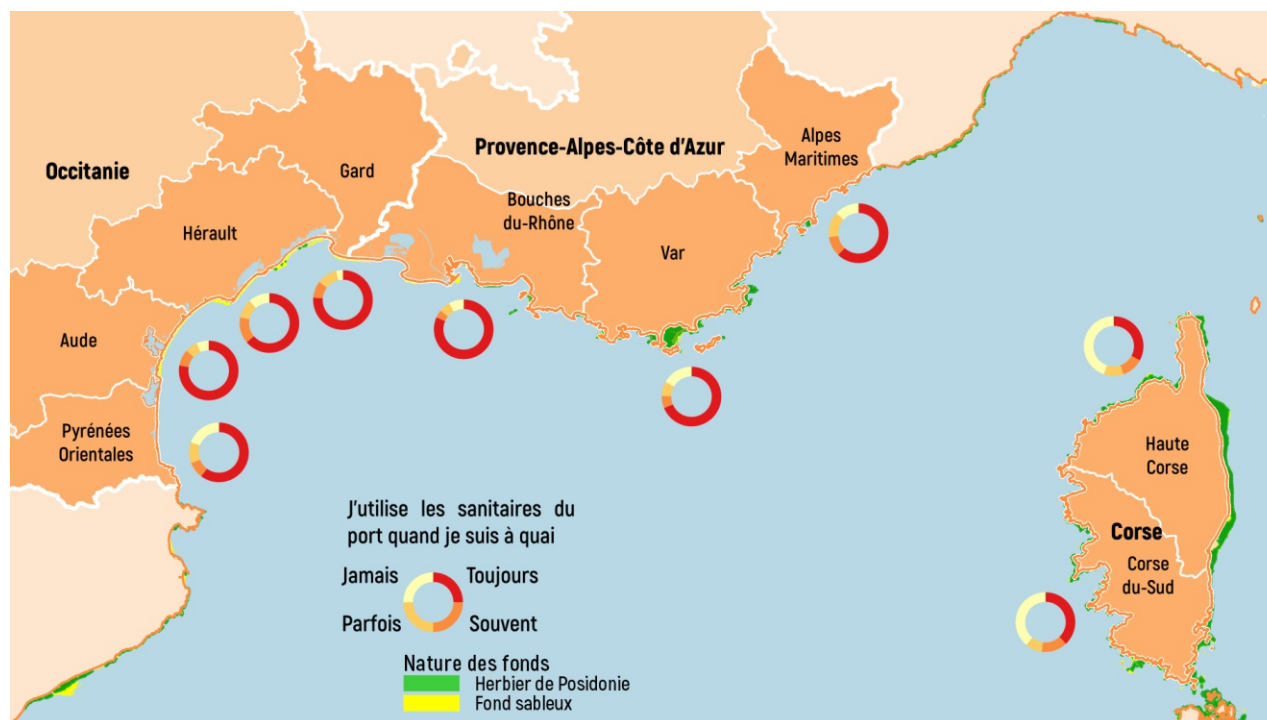 Occitanie
Provence-Alpes-Côte d'Azur
Alpes
Maritimes
Gard
Bouches
du-Rhône
Hérault
Var
Aude
Pyrénées
Orientales
Haute
Corse
Corse
Corse
du-Sud
J'utilise les sanitaires du
port quand je suis à quai
Jamais Toujours
Parfois Souvent
Nature des fonds
Herbier de Posidonie
Fond sableux